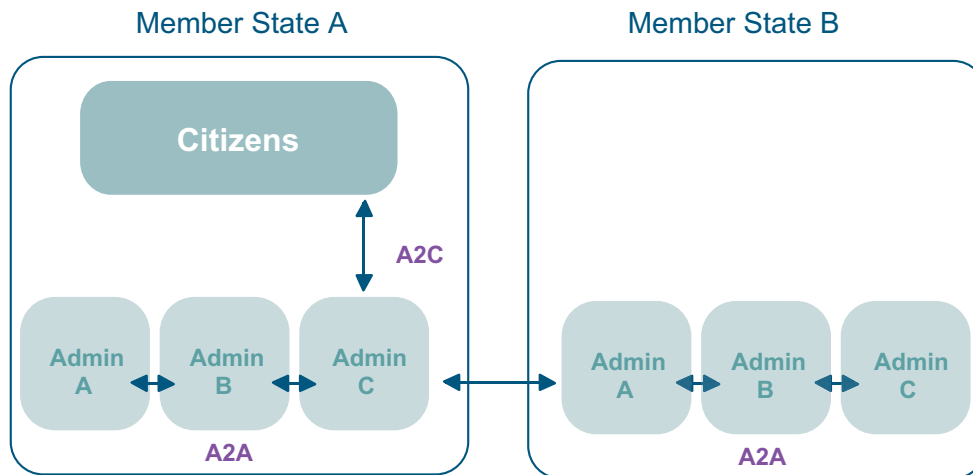 Member State A
Member State B
Citizens
A2C
Admin
A
Admin
B
Admin
C
Admin
A
Admin
B
Admin
C
A2A
A2A